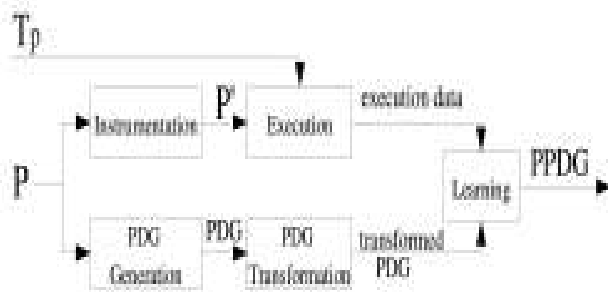 Tp
P'
execution data
Instrumentation
Execution
PPDG
P
Learning
PDG
PDG
PDG
transformed
Generation
Transformation
PDG